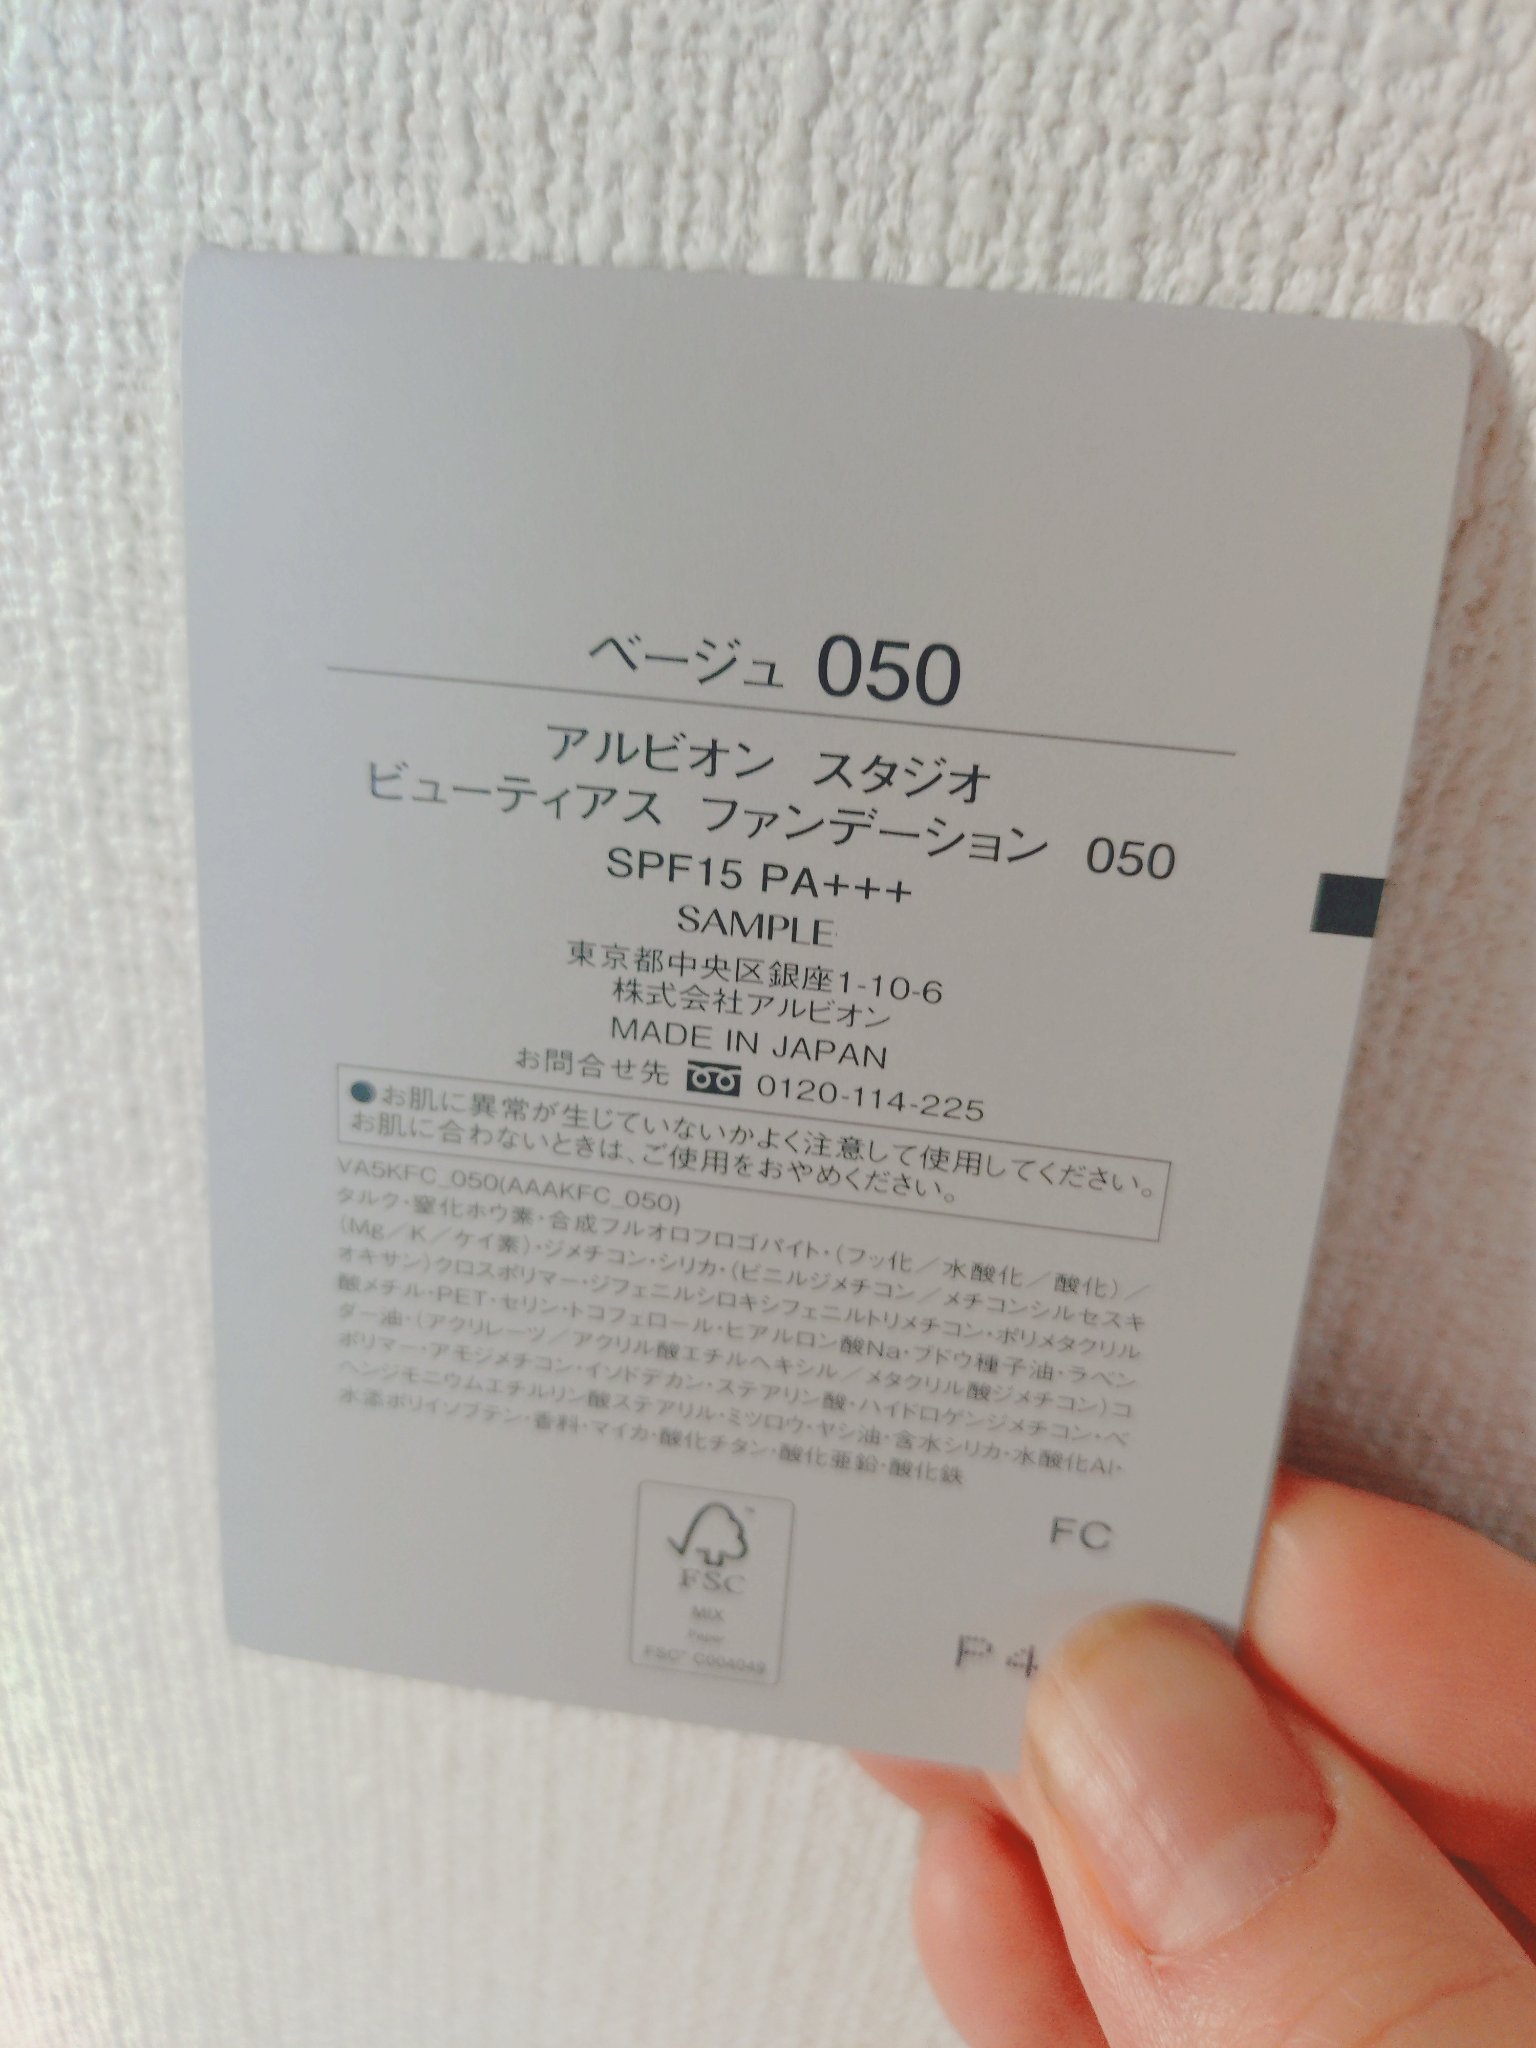 ベージュ 050
アルビオン スタジオ
ビューティアス ファンデーション 050
SPF15 PA+++
SAMPLE
東京都中央区銀座1-10-6
株式会社アルビオン
MADE IN JAPAN
お問合せ先 0120-114-225
●お肌に異常が生じていないかよく注意して使用してください。
お肌に合わないときは、ご使用をおやめください。
VA5KFC_050(AAAKFC_050)
タルク・窒化ホウ素・合成フルオロフロゴパイト・(フッ化/水酸化/酸化)/
(Mg/K/ケイ素)・ジメチコン・シリカ・(ビニルジメチコン/メチコンシルセスキ
オキサン)クロスポリマー・ジフェニルシロキシフェニルトリメチコン・ポリメタクリル
酸メチル・PET・セリン・トコフェロール・ヒアルロン酸Na・ブドウ種子油・ラベン
ダー油・(アクリレーツ/アクリル酸エチルヘキシル/メタクリル酸ジメチコン)コ
ポリマー・アモジメチコン・イソドデカン・ステアリン酸・ハイドロゲンジメチコン・ベ
ヘンジモニウムエチルリン酸ステアリル・ミツロウ・ヤシ油・含水シリカ・水酸化Al・
水添ポリイソブテン・香料・マイカ・酸化チタン・酸化亜鉛・酸化鉄
FC
FSC
MIX
Paper
FSC® C004049
P4